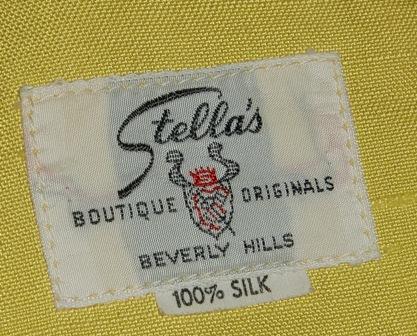 Stella's
BOUTIQUE ORIGINALS
BEVERLY HILLS
100% SILK